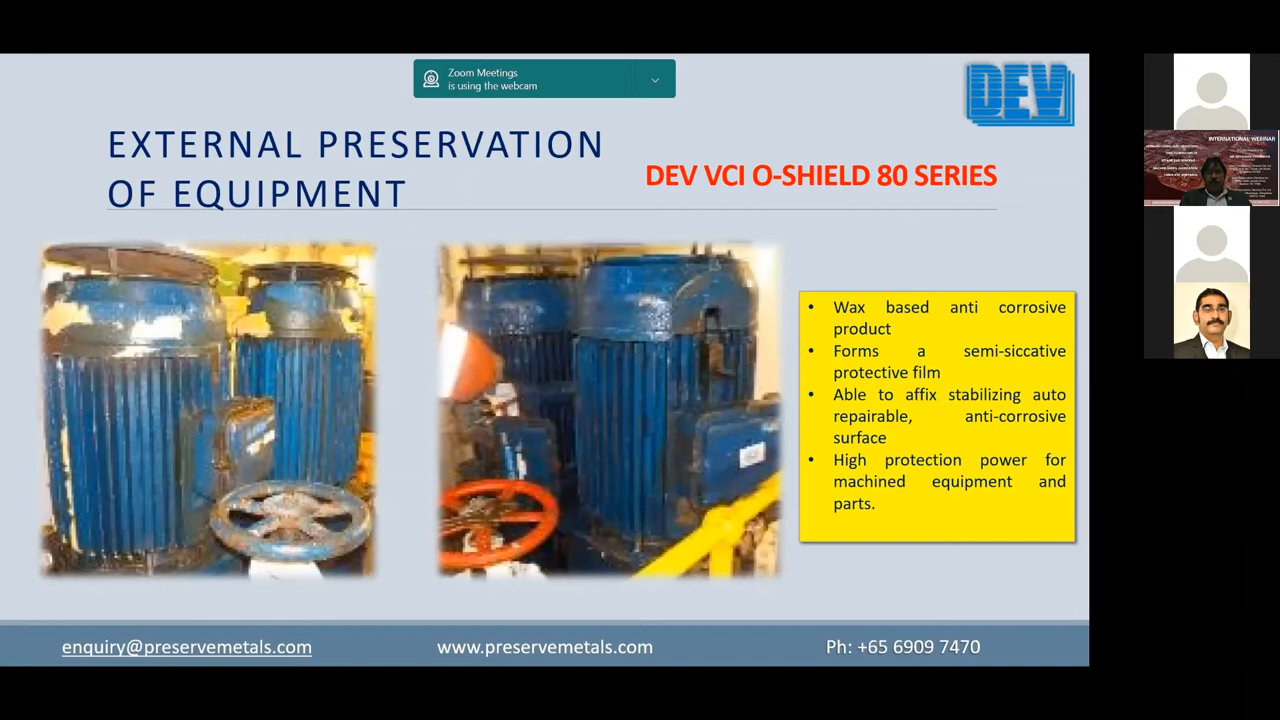 Zoom Meetings
is using the webcam
DEV
EXTERNAL PRESERVATION
OF EQUIPMENT
DEV VCI O-SHIELD 80 SERIES
• Wax based anti corrosive
product
• Forms a semi-siccative
protective film
• Able to affix stabilizing auto
repairable, anti-corrosive
surface
• High protection power for
machined equipment and
parts.
enquiry@preservemetals.com
www.preservemetals.com
Ph: +65 6909 7470
INTERNATIONAL WEBINAR